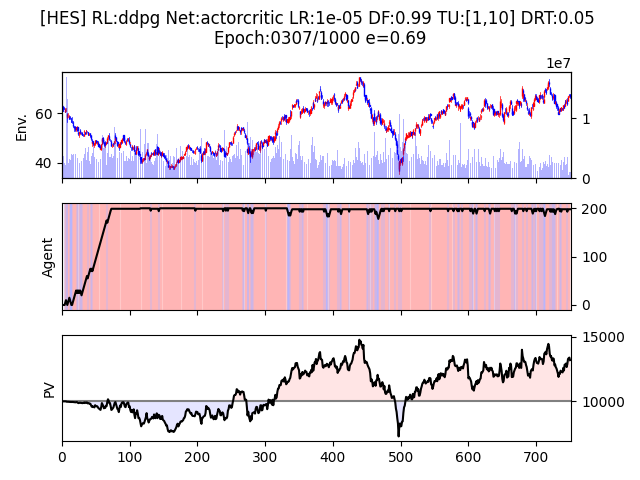 [HES] RL:ddpg Net:actorcritic LR:1e-05 DF:0.99 TU:[1,10] DRT:0.05
Epoch:0307/1000 e=0.69
1e7
Env.
60
40
1
0
Agent
200
100
0
PV
15000
10000
0 100 200 300 400 500 600 700